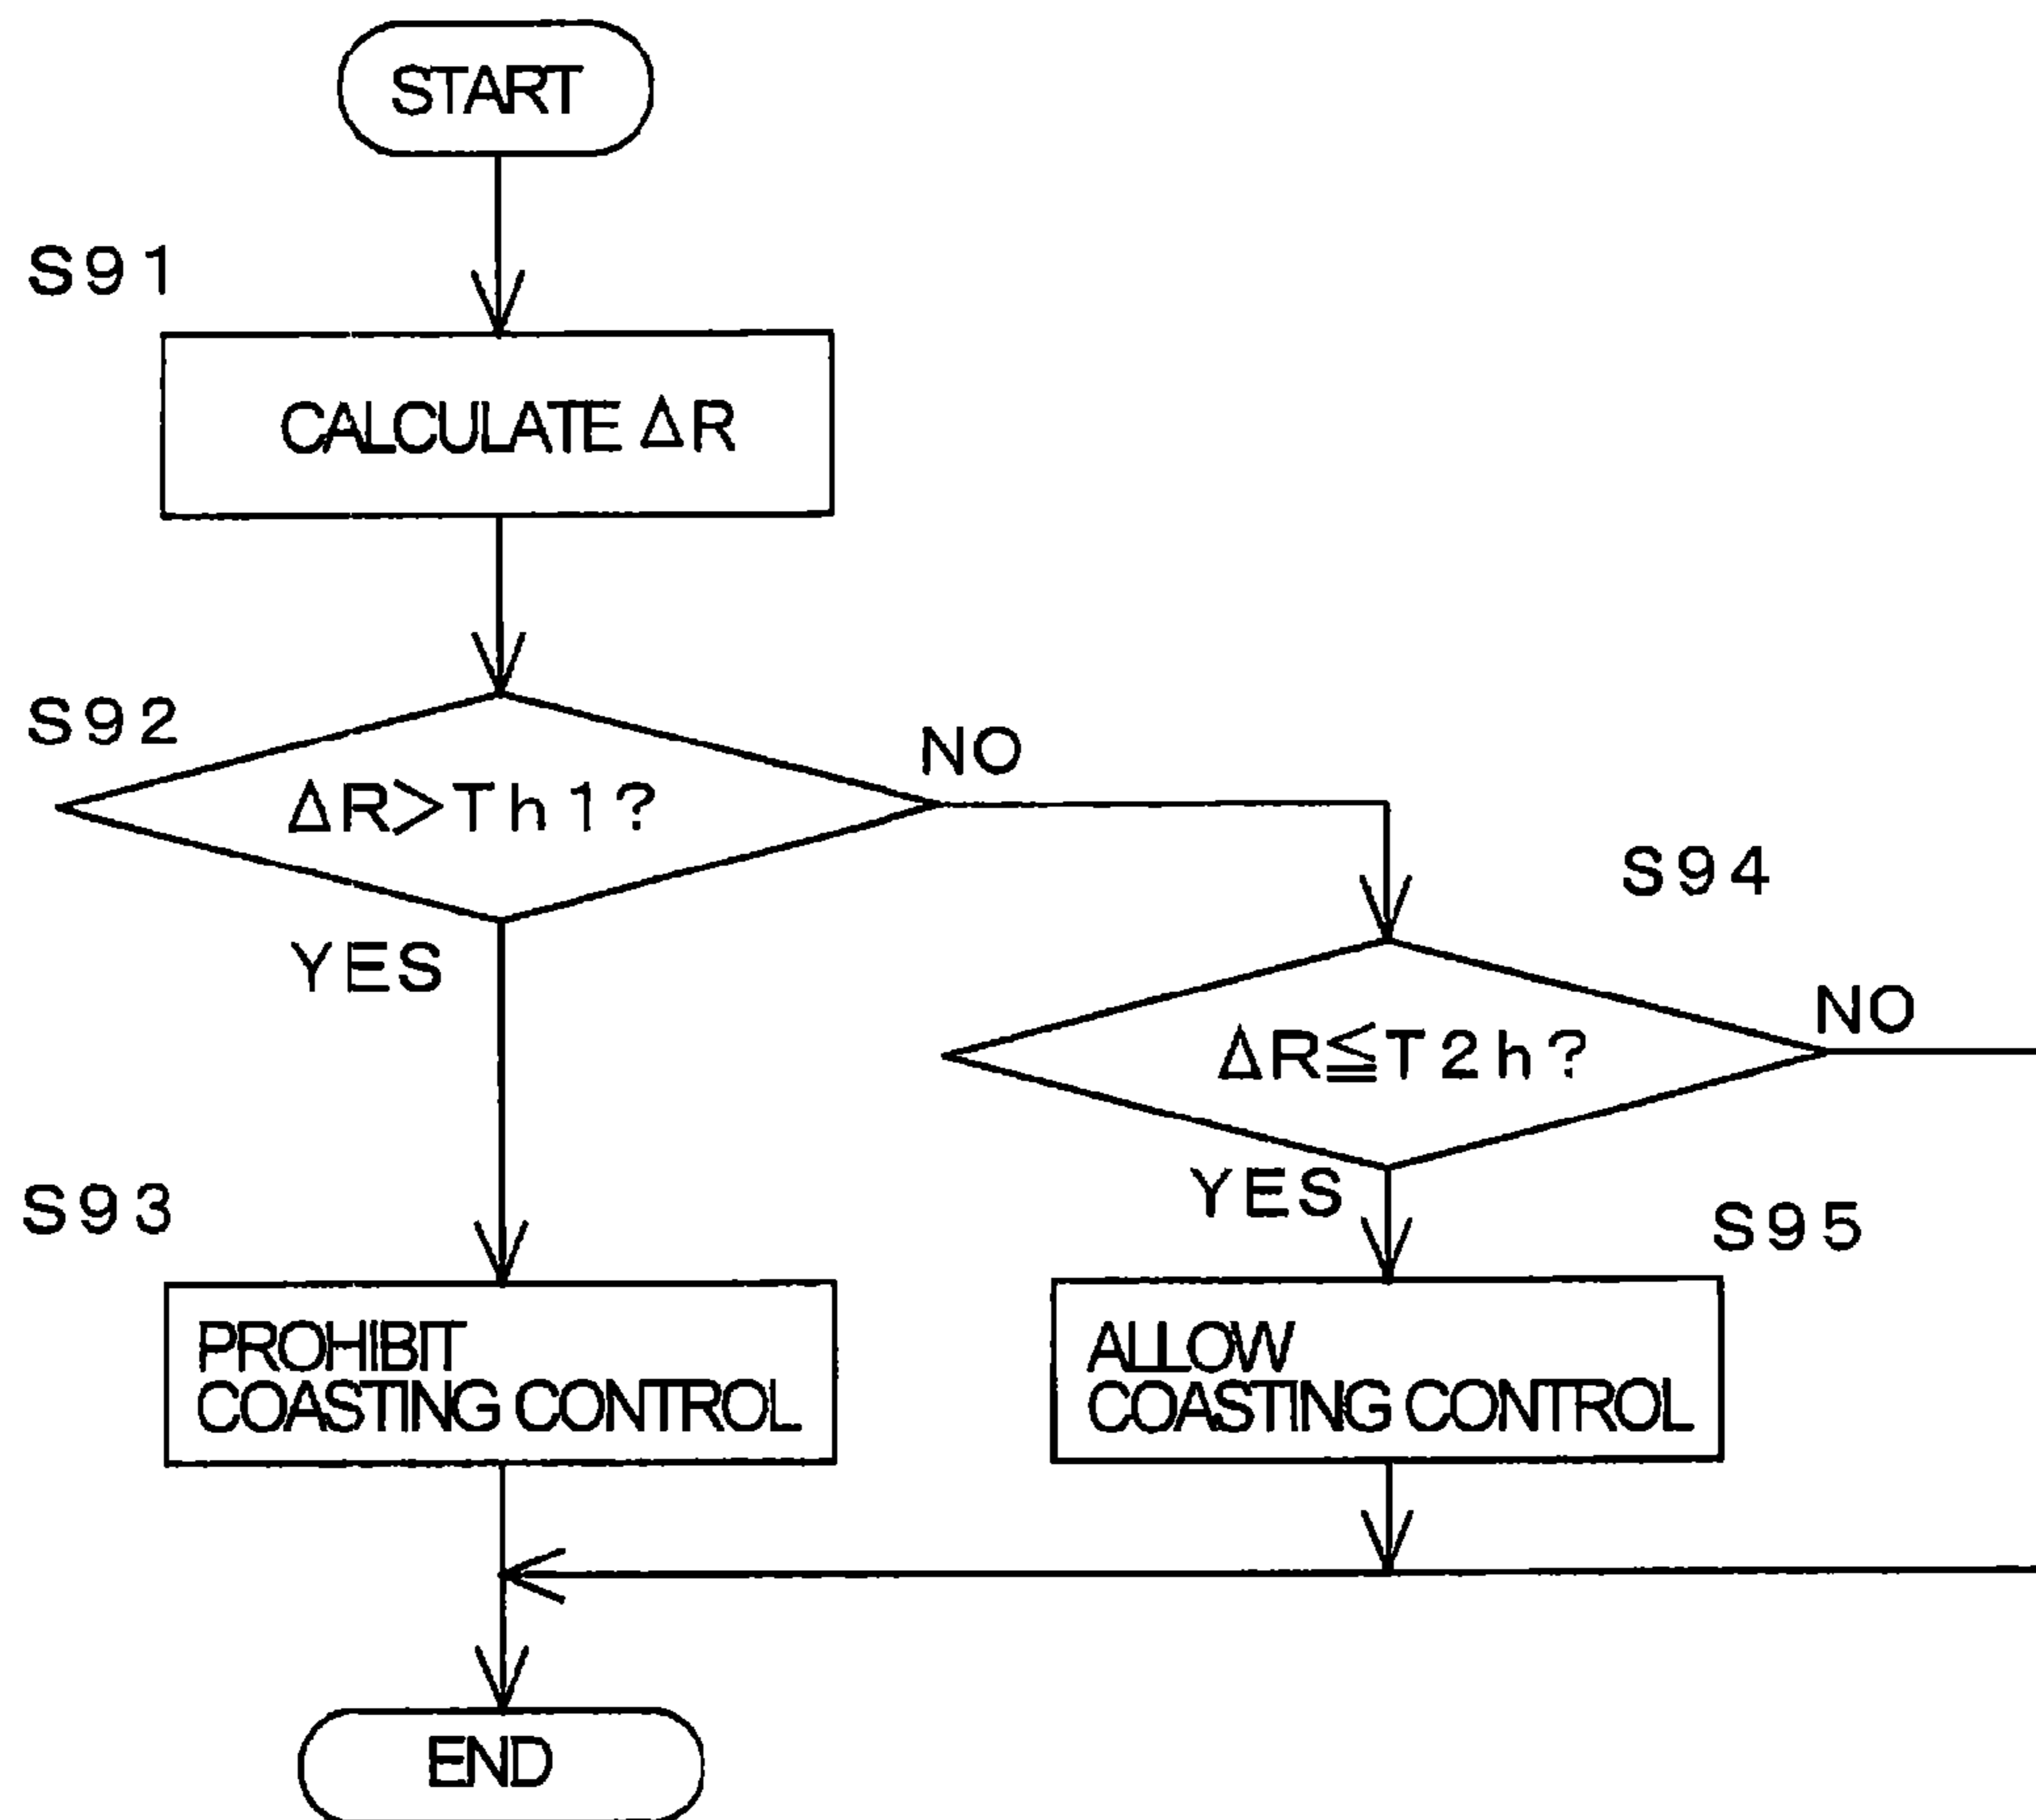 START
S91
CALCULATE ΔR
S92
ΔR>Th1?
NO
YES
S94
ΔR≦T2h?
NO
YES
S93
S95
PROHIBIT
COASTING CONTROL
ALLOW
COASTING CONTROL
END